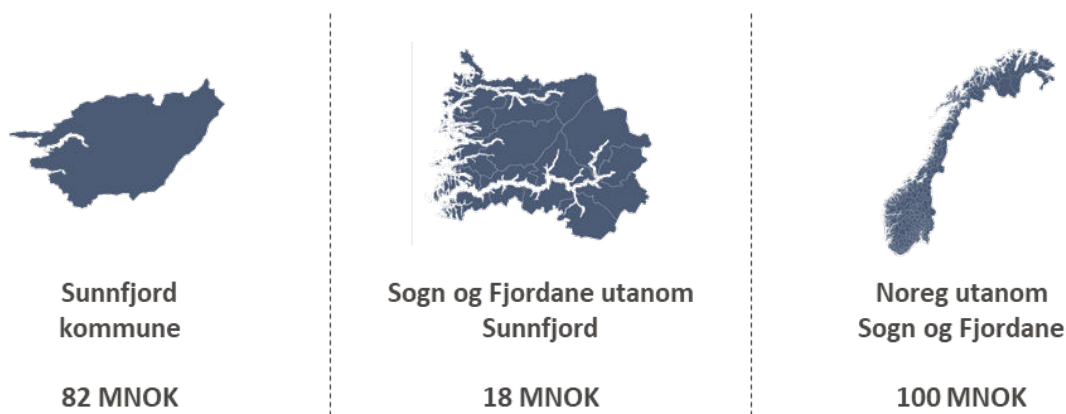 Sunnfjord
kommune
82 MNOK
Sogn og Fjordane utanom
Sunnfjord
18 MNOK
Noreg utanom
Sogn og Fjordane
100 MNOK